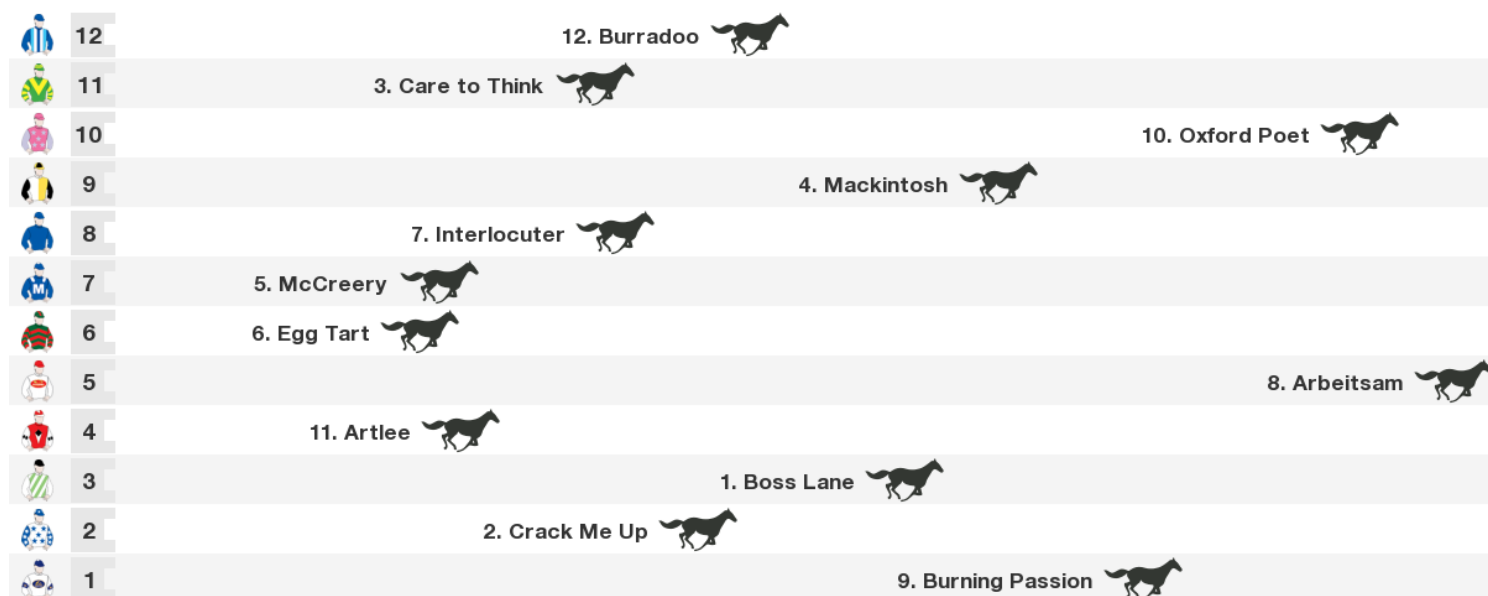 12 12. Burradoo
11 3. Care to Think
10 10. Oxford Poet
9 4. Mackintosh
8 7. Interlocuter
M 7 5. McCreery
6 6. Egg Tart
5 8. Arbeitsam
4 11. Artlee
3 1. Boss Lane
2 2. Crack Me Up
1 9. Burning Passion